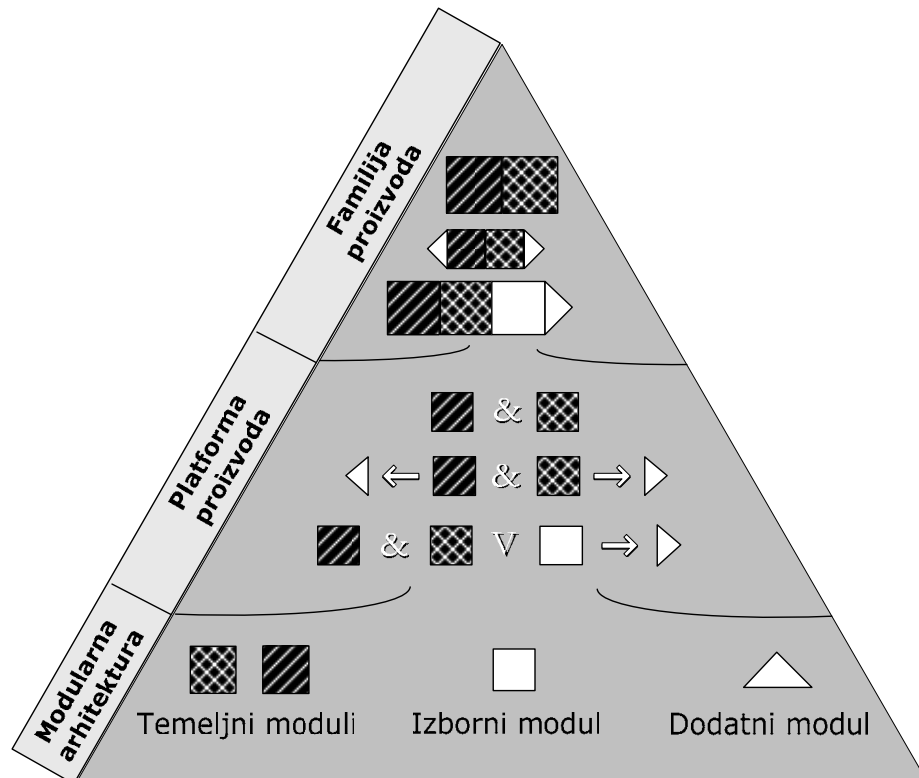 Familija
proizvoda
Platforma
proizvoda
& 
← & →
& V →
Modularna
arhitektura
Temeljni moduli Izborni modul Dodatni modul